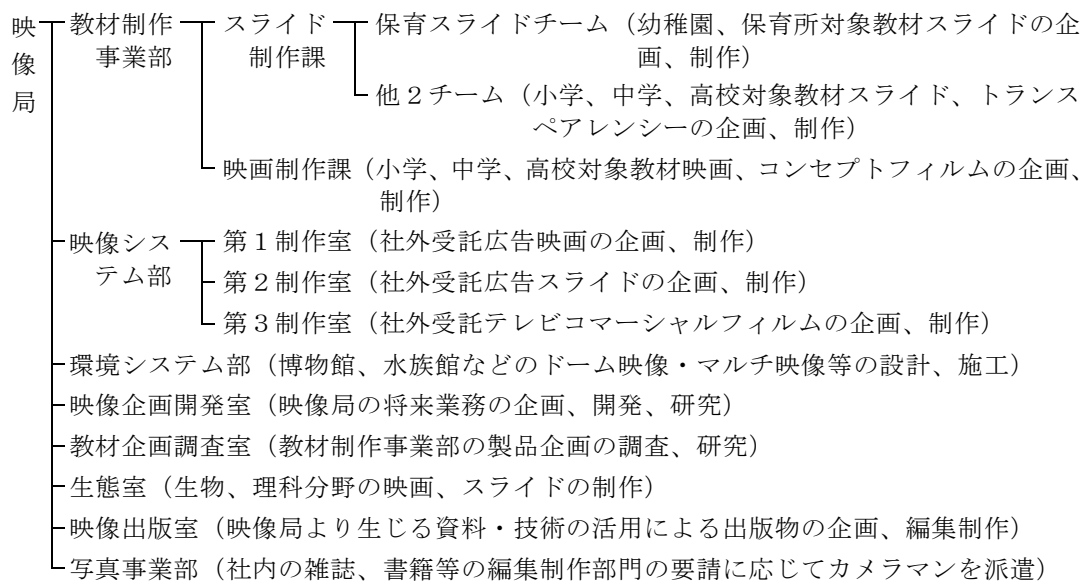 映像局
教材制作事業部
スライド制作課
保育スライドチーム（幼稚園、保育所対象教材スライドの企画、制作）
他２チーム（小学、中学、高校対象教材スライド、トランスペアレンシーの企画、制作）
映画制作課（小学、中学、高校対象教材映画、コンセプトフィルムの企画、制作）
映像システム部
第１制作室（社外受託広告映画の企画、制作）
第２制作室（社外受託広告スライドの企画、制作）
第３制作室（社外受託テレビコマーシャルフィルムの企画、制作）
環境システム部（博物館、水族館などのドーム映像・マルチ映像等の設計、施工）
映像企画開発室（映像局の将来業務の企画、開発、研究）
教材企画調査室（教材制作事業部の製品企画の調査、研究）
生態室（生物、理科分野の映画、スライドの制作）
映像出版室（映像局より生じる資料・技術の活用による出版物の企画、編集制作）
写真事業部（社内の雑誌、書籍等の編集制作部門の要請に応じてカメラマンを派遣）